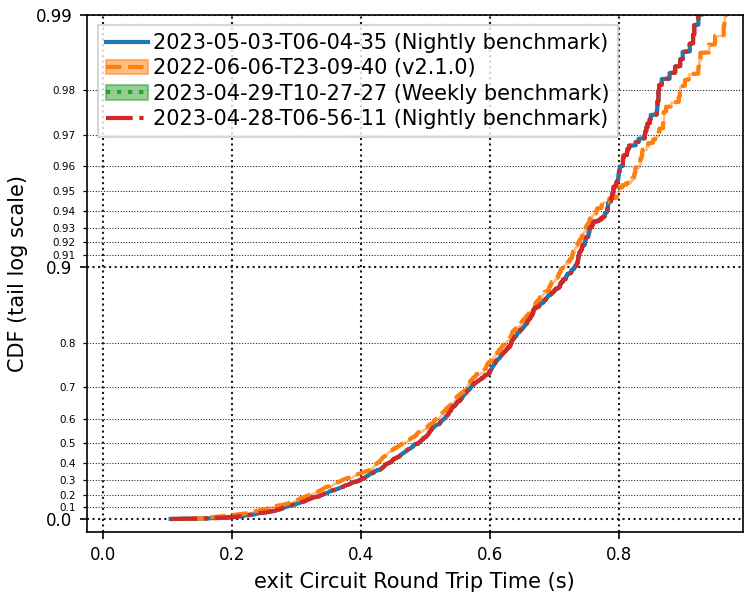 0.99
2023-05-03-T06-04-35 (Nightly benchmark)
2022-06-06-T23-09-40 (v2.1.0)
2023-04-29-T10-27-27 (Weekly benchmark)
2023-04-28-T06-56-11 (Nightly benchmark)
0.98
0.97
0.96
0.95
0.94
0.93
0.92
0.91
0.9
0.8
0.7
0.6
0.5
0.4
0.3
0.2
0.1
0.0
CDF (tail log scale)
0.0 0.2 0.4 0.6 0.8
exit Circuit Round Trip Time (s)